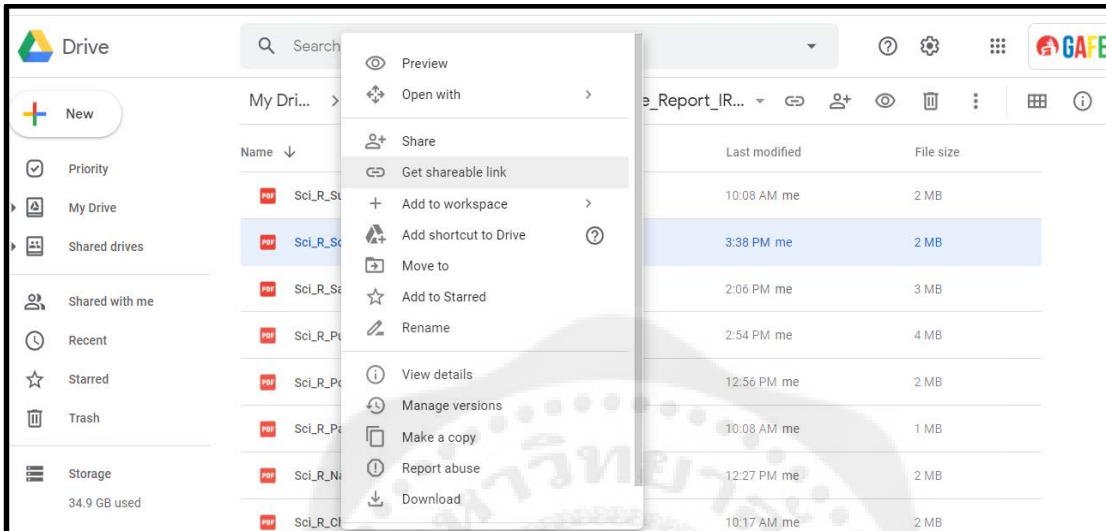 Drive
Search
GAFE
New
My Dri... > e_Report_IR...
Priority
My Drive
Shared drives
Shared with me
Recent
Starred
Trash
Storage
34.9 GB used
Name Last modified File size
Sci_R_Su 10:08 AM me 2 MB
Sci_R_Sc 3:38 PM me 2 MB
Sci_R_Sa 2:06 PM me 3 MB
Sci_R_Pu 2:54 PM me 4 MB
Sci_R_Po 12:56 PM me 2 MB
Sci_R_Pa 10:08 AM me 1 MB
Sci_R_Na 12:27 PM me 2 MB
Sci_R_Ch 10:17 AM me 2 MB
Preview
Open with
Share
Get shareable link
Add to workspace
Add shortcut to Drive
Move to
Add to Starred
Rename
View details
Manage versions
Make a copy
Report abuse
Download